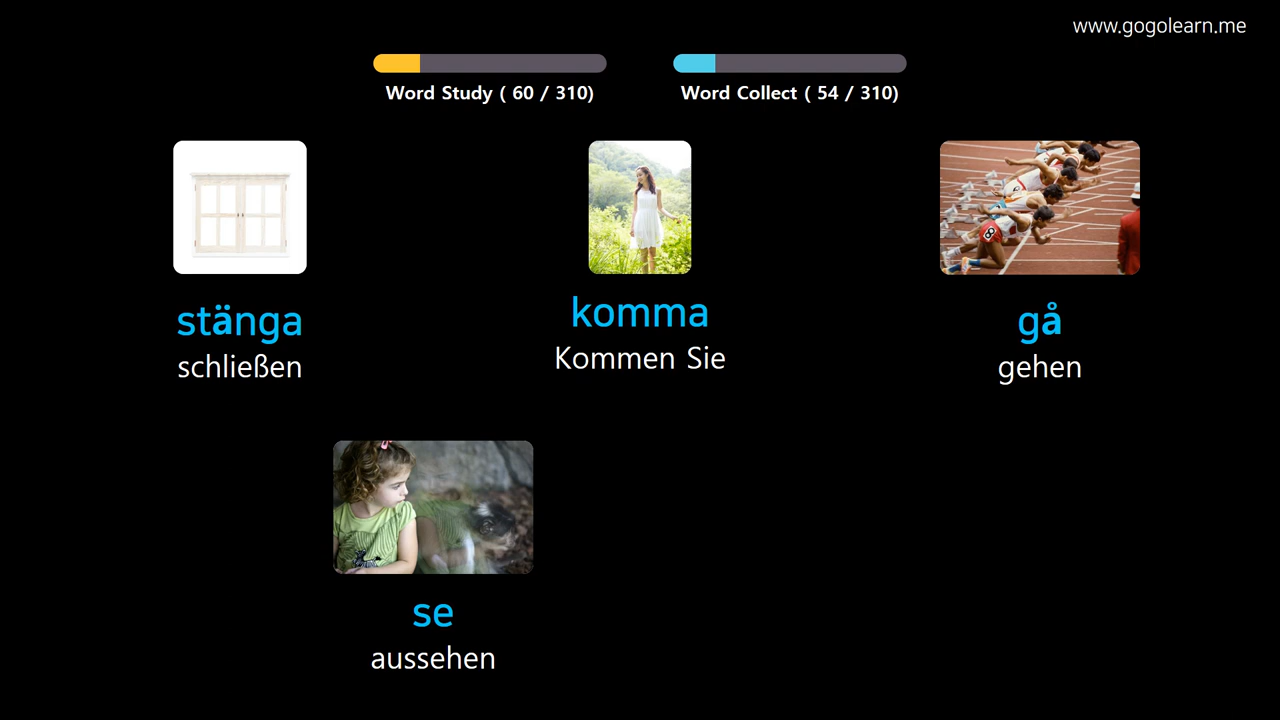 www.gogolearn.me
Word Study ( 60 / 310)
Word Collect ( 54 / 310)
stänga
schließen
komma
Kommen Sie
gå
gehen
se
aussehen